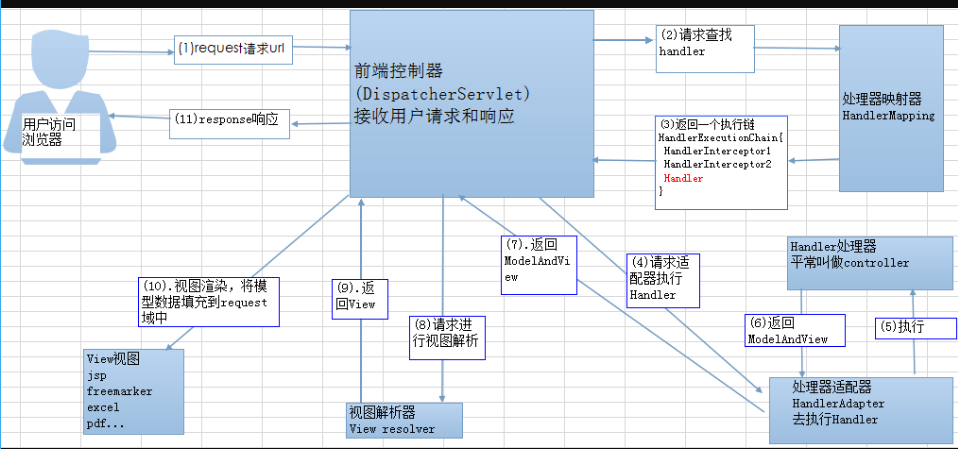 (1)request请求url
前端控制器
(DispatcherServlet)
接收用户请求和响应
(2)请求查找
handler
处理器映射器
HandlerMapping
用户访问
浏览器
(11)response响应
(3)返回一个执行链
HandlerExecutionChain{
HandlerInterceptor1
HandlerInterceptor2
Handler
}
(10).视图渲染，将模
型数据填充到request
域中
(9).返
回View
(8)请求进
行视图解析
(7).返回
ModelAndVi
ew
(4)请求适
配器执行
Handler
Handler处理器
平常叫做controller
(6)返回
ModelAndView
(5)执行
View视图
jsp
freemarker
excel
pdf...
视图解析器
View resolver
处理器适配器
HandlerAdapter
去执行Handler